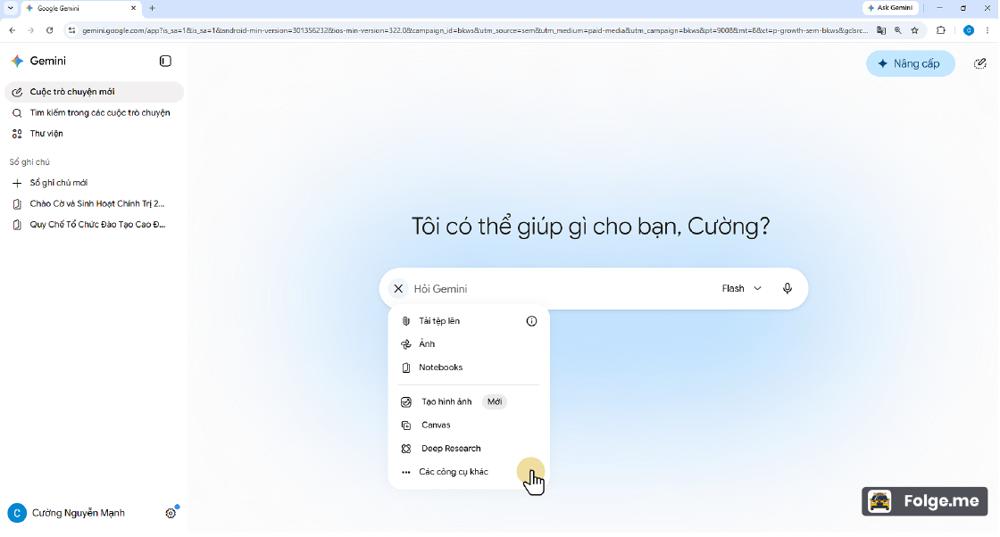 Google Gemini
Ask Gemini
gemini.google.com/app?is_sa=1&is_sa=1&android-min-version=301356232&ios-min-version=322.0&campaign_id=bkws&utm_source=sem&utm_medium=paid-media&utm_campaign=bkws&pt=9008&mt=8&ct=p-growth-sem-bkws&gclsrc...
C
Gemini
Nâng cấp
Cuộc trò chuyện mới
Tìm kiếm trong các cuộc trò chuyện
Thư viện
Sổ ghi chú
Sổ ghi chú mới
Chào Cờ và Sinh Hoạt Chính Trị 2...
Quy Chế Tổ Chức Đào Tạo Cao Đ...
Tôi có thể giúp gì cho bạn, Cường?
Hỏi Gemini
Flash
Tải tệp lên
Ảnh
Notebooks
Tạo hình ảnh Mới
Canvas
Deep Research
Các công cụ khác
C Cường Nguyễn Mạnh
Folge.me